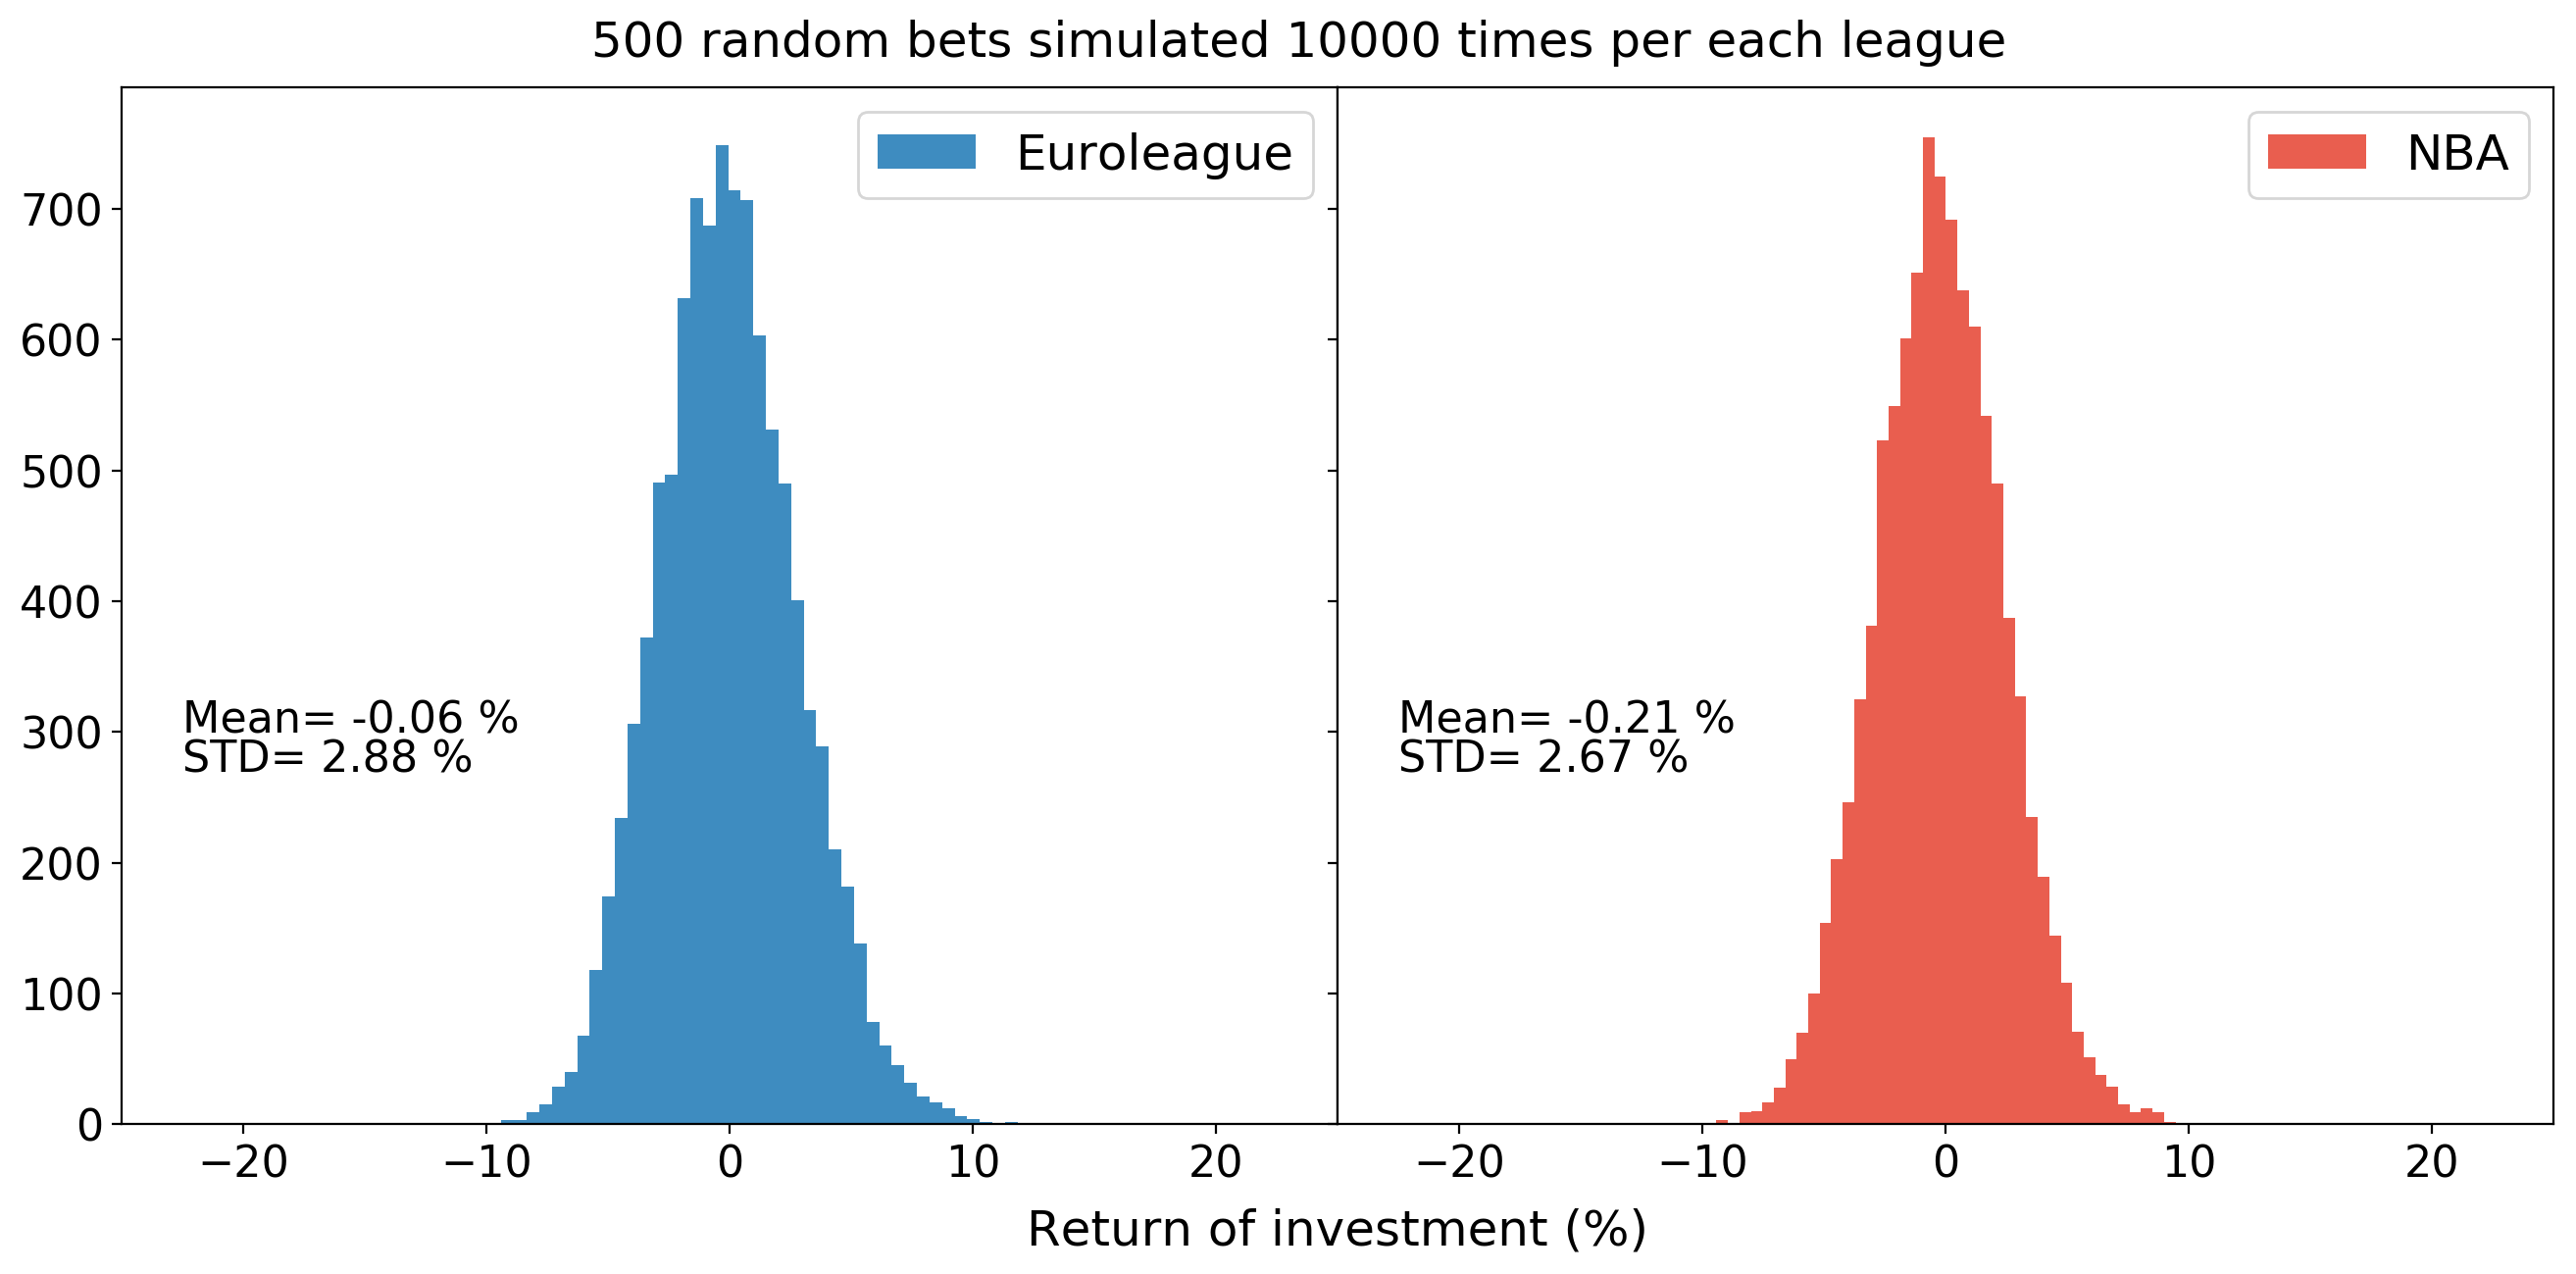 500 random bets simulated 10000 times per each league
Euroleague
NBA
700
600
500
400
300
200
100
0
Mean= -0.06 %
STD= 2.88 %
Mean= -0.21 %
STD= 2.67 %
−20 −10 0 10 20 −20 −10 0 10 20
Return of investment (%)